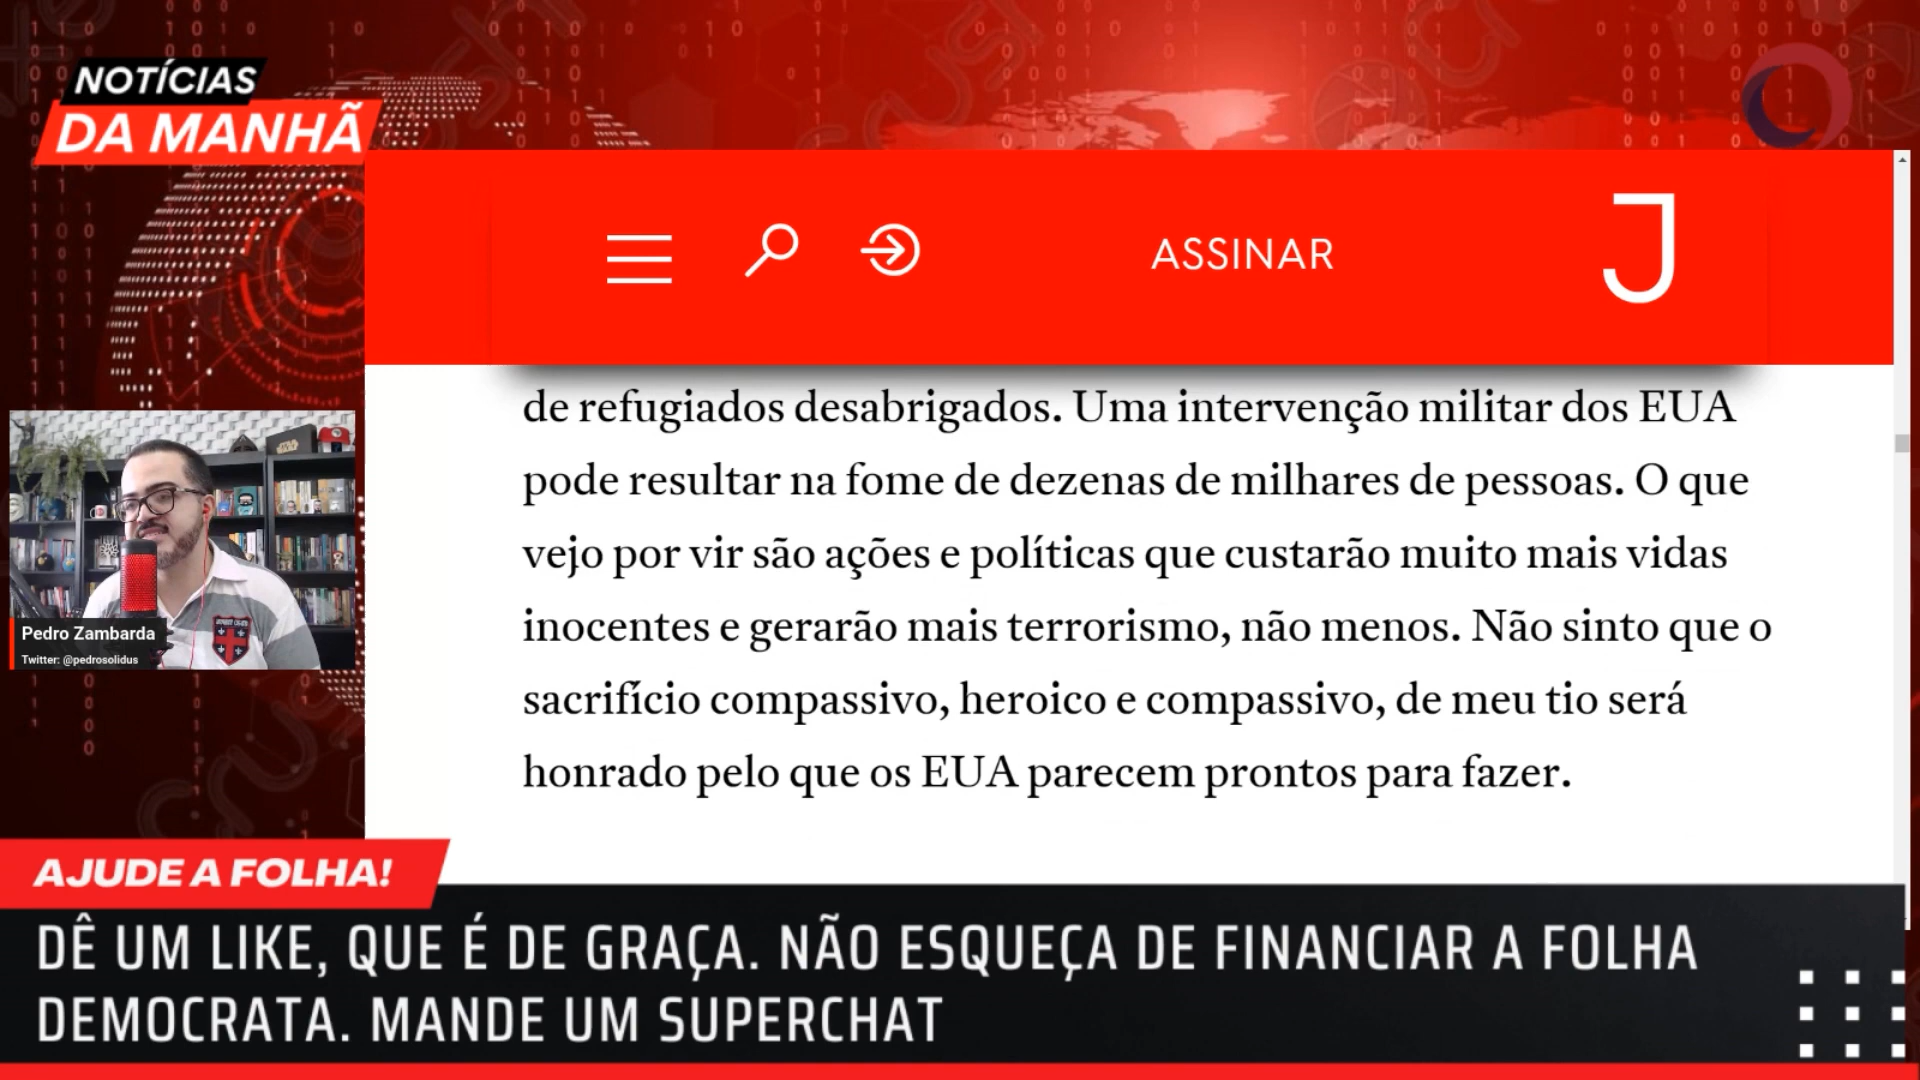 NOTÍCIAS
DA MANHÃ
ASSINAR
J
de refugiados desabrigados. Uma intervenção militar dos EUA
pode resultar na fome de dezenas de milhares de pessoas. O que
vejo por vir são ações e políticas que custarão muito mais vidas
inocentes e gerarão mais terrorismo, não menos. Não sinto que o
sacrifício compassivo, heroico e compassivo, de meu tio será
honrado pelo que os EUA parecem prontos para fazer.
Pedro Zambarda
Twitter: @pedrosolidus
AJUDE A FOLHA!
DÊ UM LIKE, QUE É DE GRAÇA. NÃO ESQUEÇA DE FINANCIAR A FOLHA
DEMOCRATA. MANDE UM SUPERCHAT